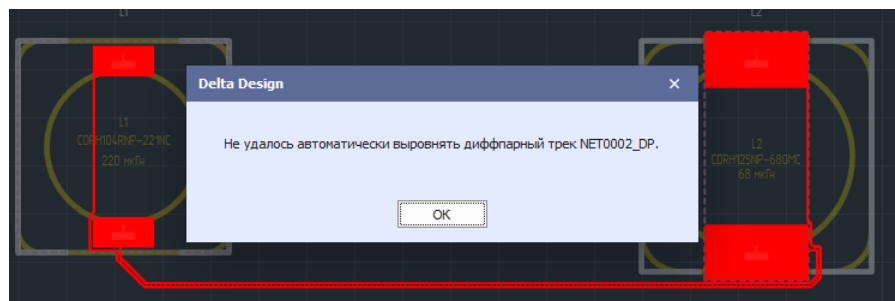 L1
L2
Delta Design
Не удалось автоматически выровнять диффпарный трек NET0002_DP.
OK
L1
CDRH104RNP-221NC
220 мкГн
L2
CDRH125NP-680MC
68 мкГн